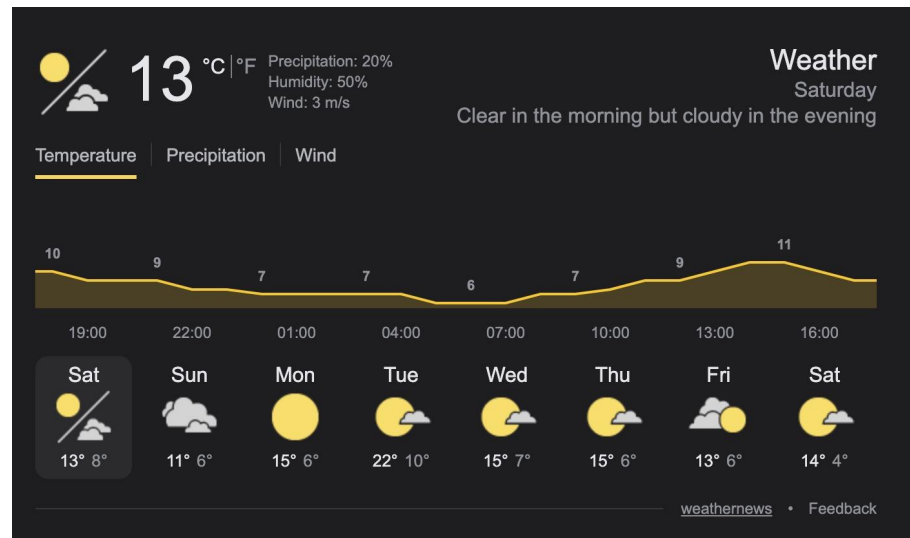 13 °C | °F
Precipitation: 20%
Humidity: 50%
Wind: 3 m/s
Weather
Saturday
Clear in the morning but cloudy in the evening
Temperature Precipitation Wind
10 9 7 7 6 7 9 11
19:00 22:00 01:00 04:00 07:00 10:00 13:00 16:00
Sat Sun Mon Tue Wed Thu Fri Sat
13° 8° 11° 6° 15° 6° 22° 10° 15° 7° 15° 6° 13° 6° 14° 4°
weathernews • Feedback